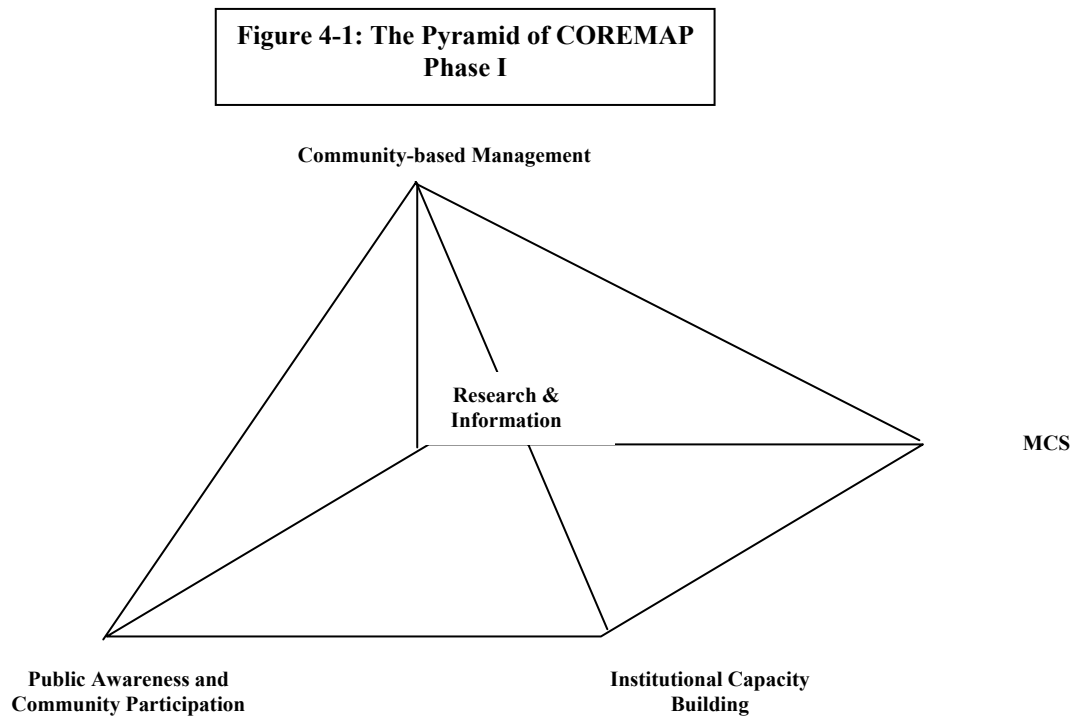 Figure 4-1: The Pyramid of COREMAP
Phase I
Community-based Management
Research &
Information
MCS
Public Awareness and
Community Participation
Institutional Capacity
Building